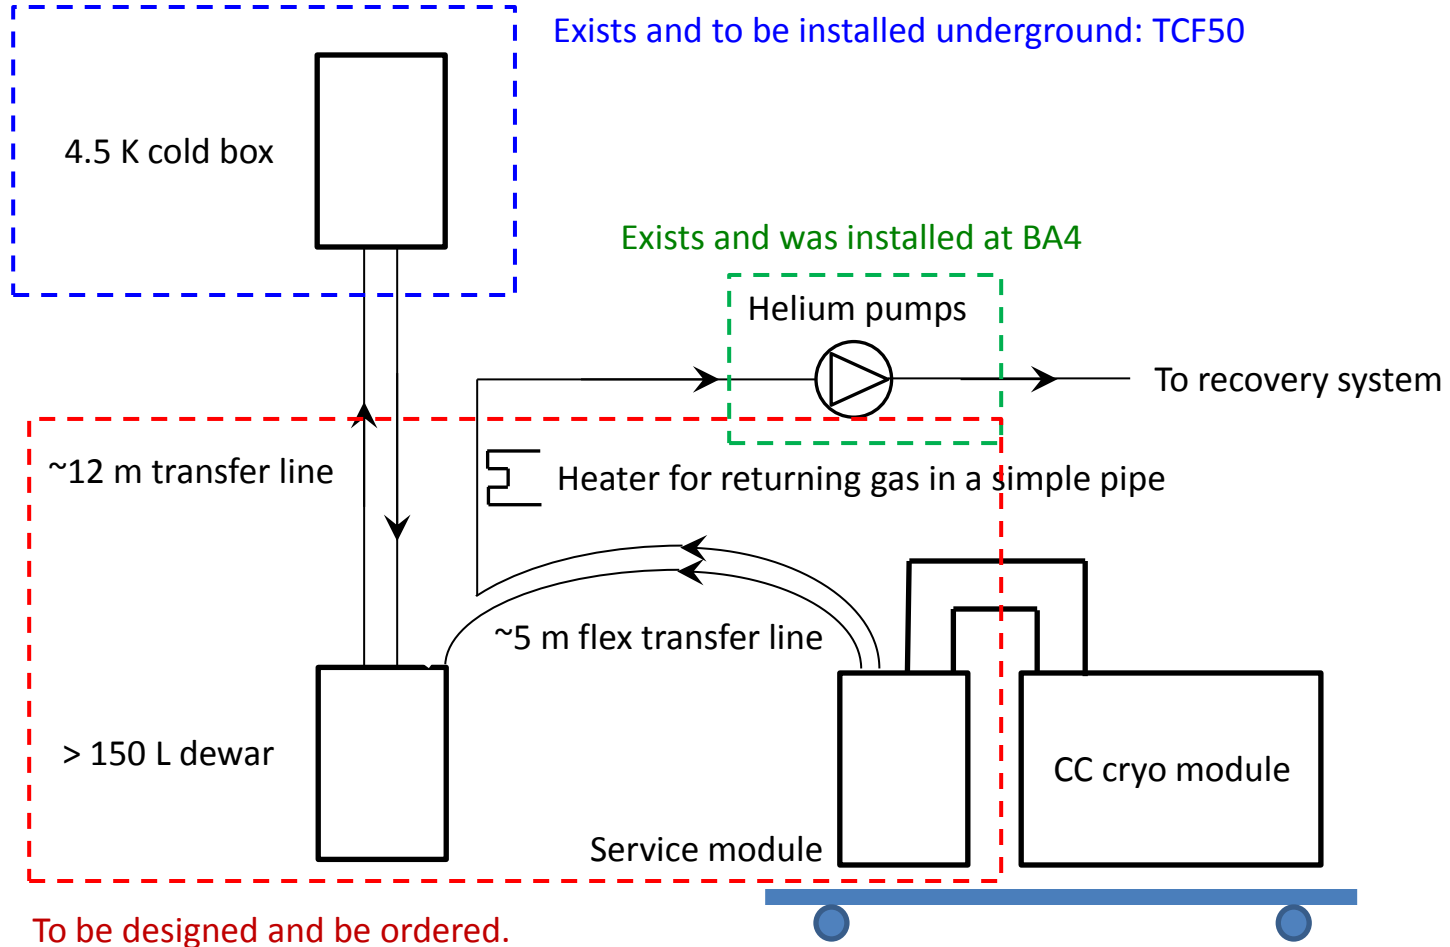 Exists and to be installed underground: TCF50
4.5 K cold box
Exists and was installed at BA4
Helium pumps
To recovery system
~12 m transfer line
Heater for returning gas in a simple pipe
~5 m flex transfer line
> 150 L dewar
CC cryo module
Service module
To be designed and be ordered.